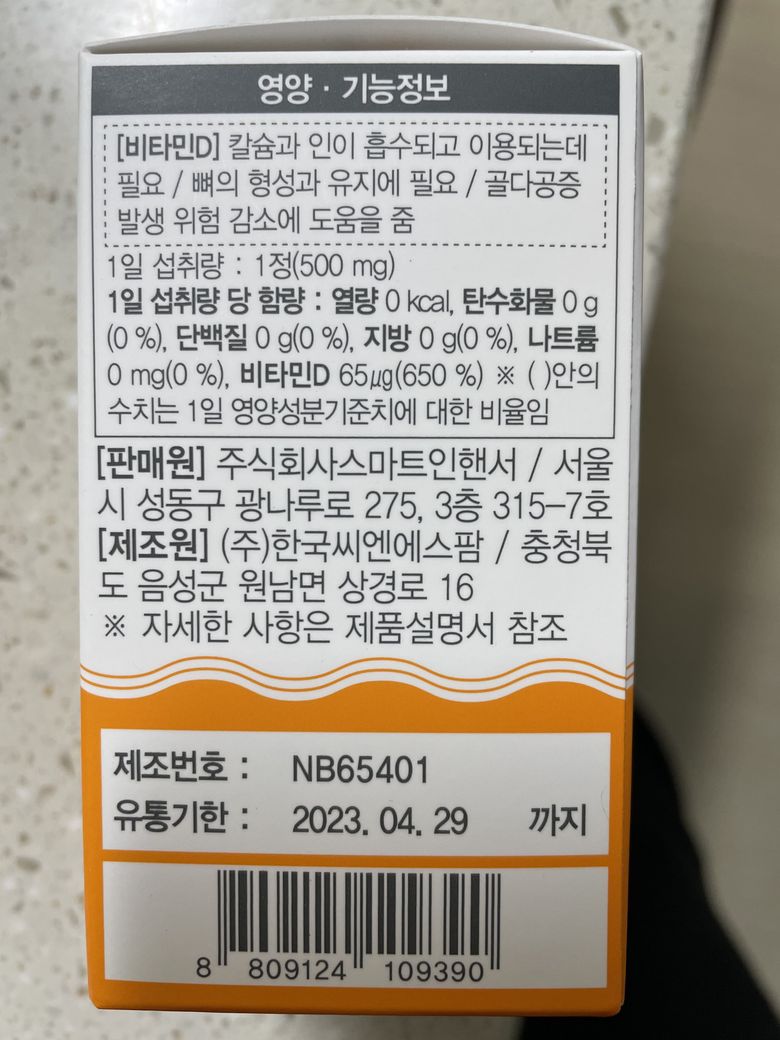 영양 · 기능정보
[비타민D] 칼슘과 인이 흡수되고 이용되는데
필요 / 뼈의 형성과 유지에 필요 / 골다공증
발생 위험 감소에 도움을 줌
1일 섭취량 : 1정(500 mg)
1일 섭취량 당 함량 : 열량 0 kcal, 탄수화물 0 g
(0 %), 단백질 0 g(0 %), 지방 0 g(0 %), 나트륨
0 mg(0 %), 비타민D 65㎍(650 %) ※ ( )안의
수치는 1일 영양성분기준치에 대한 비율임
[판매원] 주식회사스마트인핸서 / 서울
시 성동구 광나루로 275, 3층 315-7호
[제조원] (주)한국씨엔에스팜 / 충청북
도 음성군 원남면 상경로 16
※ 자세한 사항은 제품설명서 참조
제조번호 : NB65401
유통기한 : 2023. 04. 29 까지
8 809124 109390